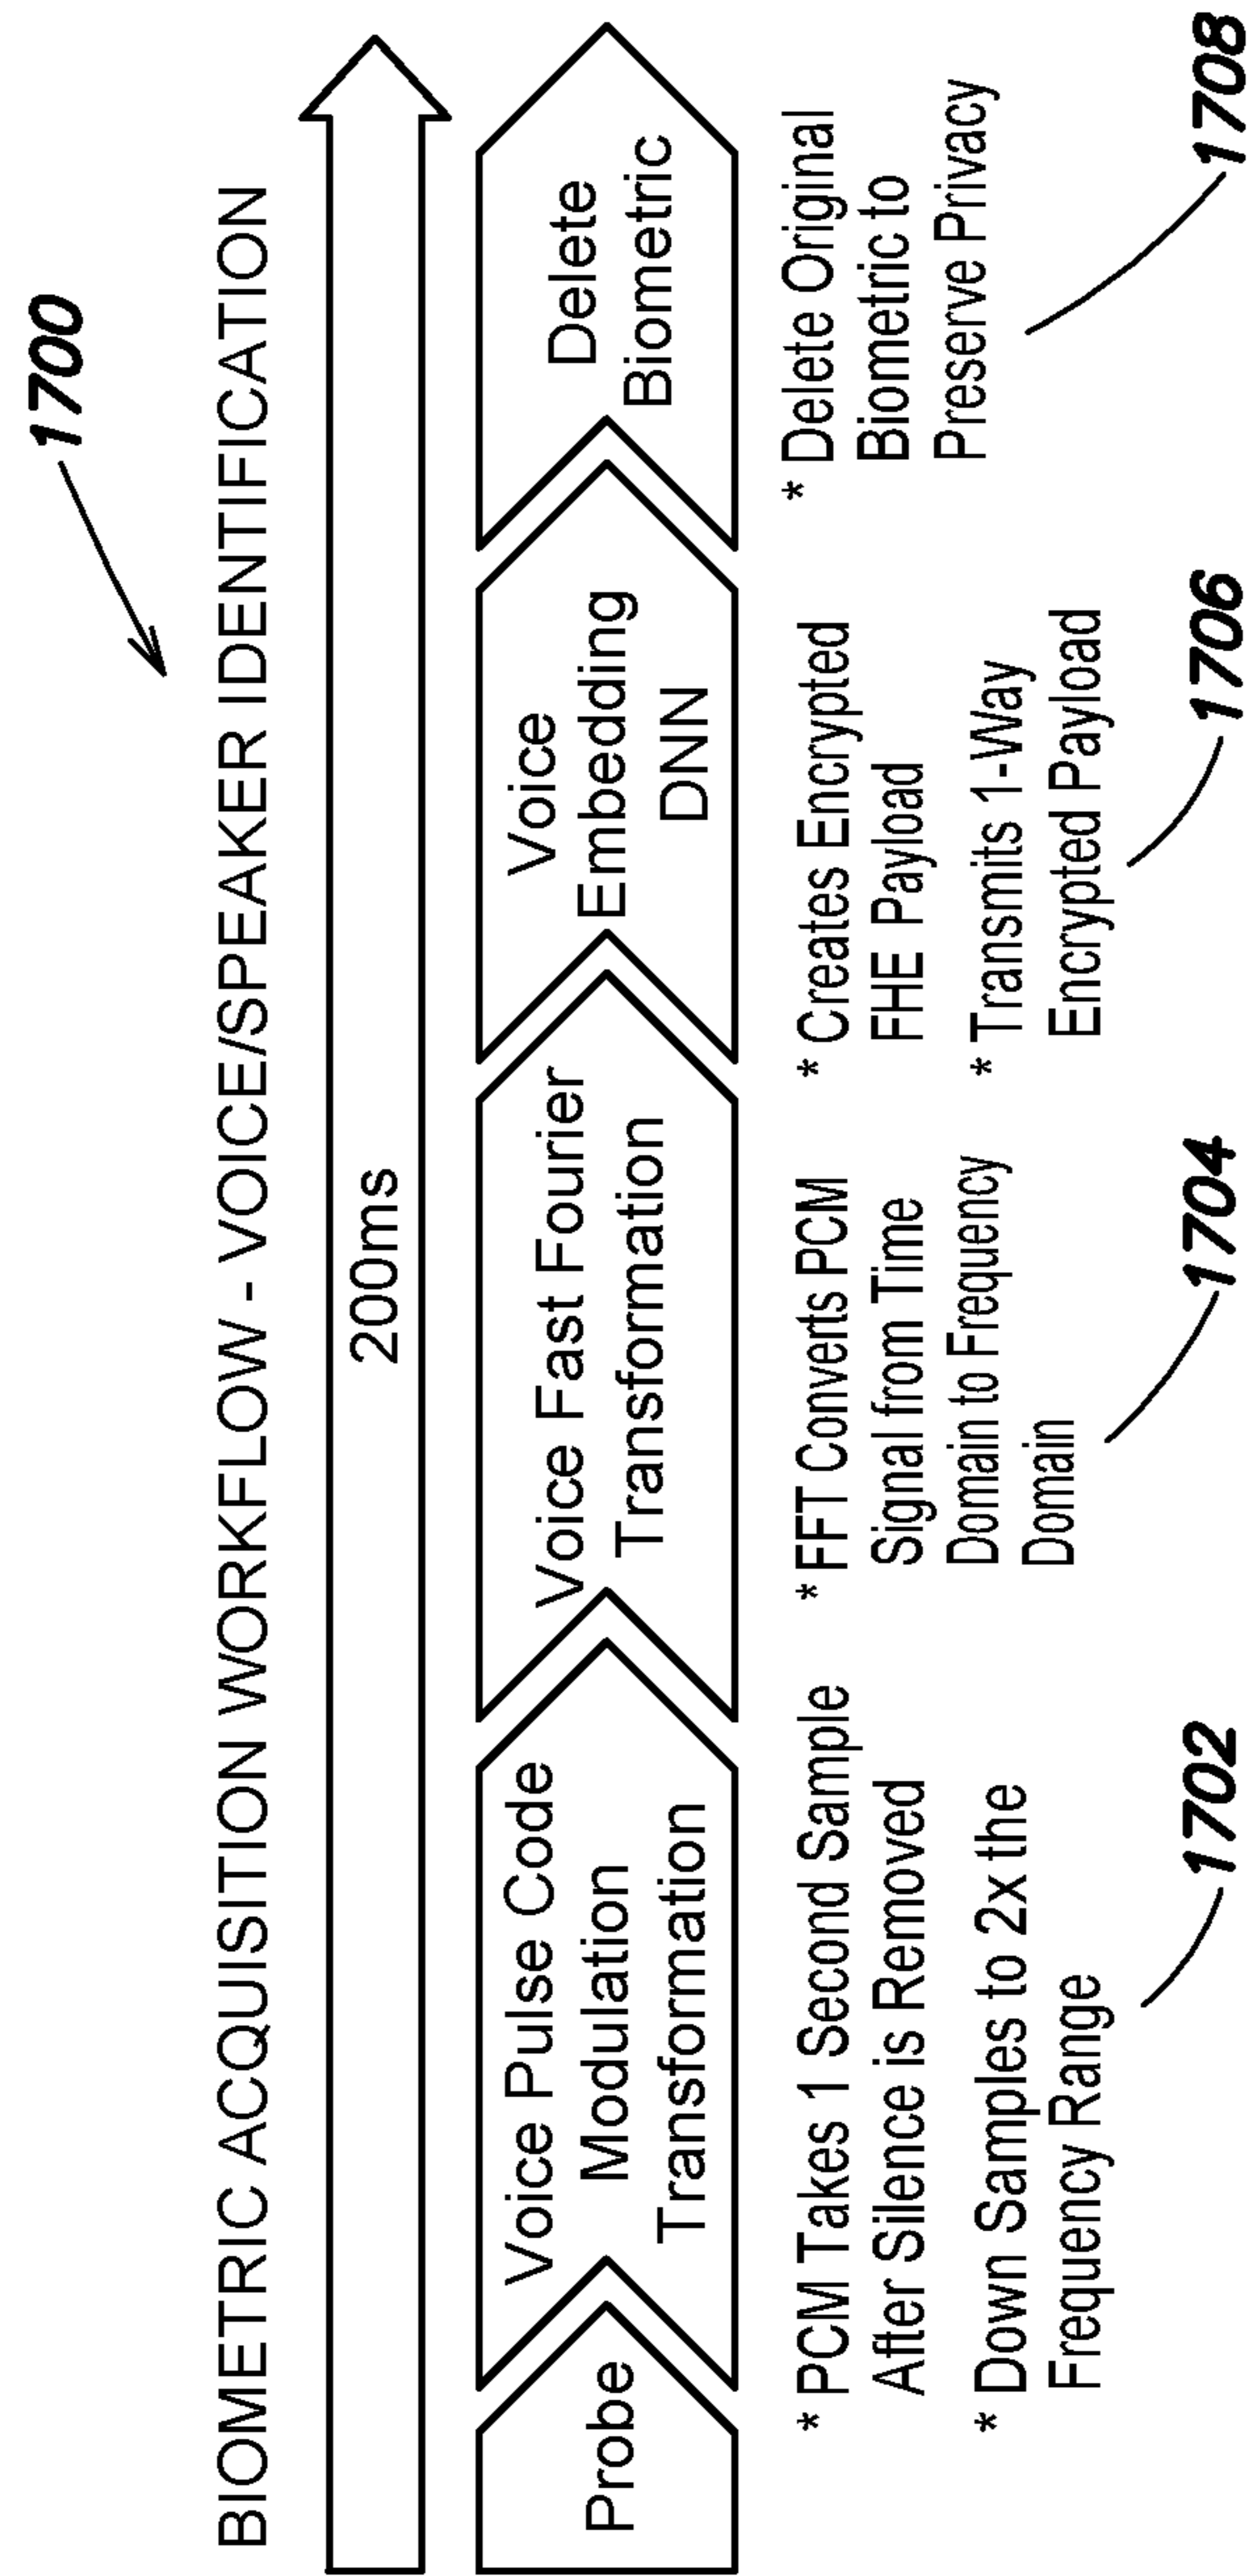 1700
BIOMETRIC ACQUISITION WORKFLOW - VOICE/SPEAKER IDENTIFICATION
200ms
Probe
Voice Pulse Code
Modulation
Transformation
Voice Fast Fourier
Transformation
Voice
Embedding
DNN
Delete
Biometric
* PCM Takes 1 Second Sample
After Silence is Removed
* Down Samples to 2x the
Frequency Range
1702
* FFT Converts PCM
Signal from Time
Domain to Frequency
Domain
1704
* Creates Encrypted
FHE Payload
* Transmits 1-Way
Encrypted Payload
1706
* Delete Original
Biometric to
Preserve Privacy
1708